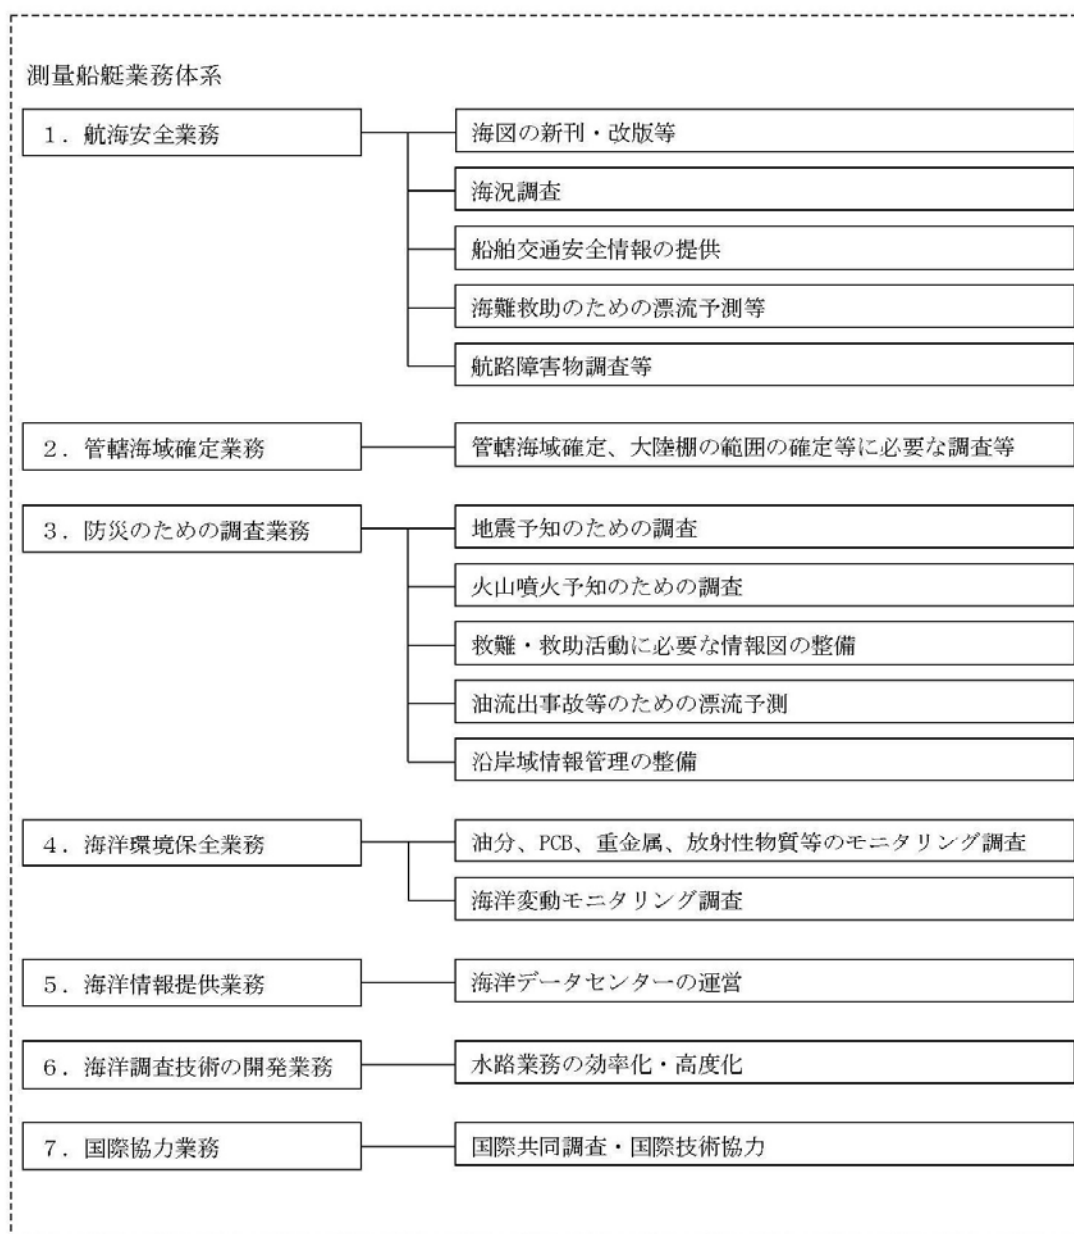 測量船艇業務体系
１．航海安全業務
海図の新刊・改版等
海況調査
船舶交通安全情報の提供
海難救助のための漂流予測等
航路障害物調査等
２．管轄海域確定業務
管轄海域確定、大陸棚の範囲の確定等に必要な調査等
３．防災のための調査業務
地震予知のための調査
火山噴火予知のための調査
救難・救助活動に必要な情報図の整備
油流出事故等のための漂流予測
沿岸域情報管理の整備
４．海洋環境保全業務
油分、PCB、重金属、放射性物質等のモニタリング調査
海洋変動モニタリング調査
５．海洋情報提供業務
海洋データセンターの運営
６．海洋調査技術の開発業務
水路業務の効率化・高度化
７．国際協力業務
国際共同調査・国際技術協力